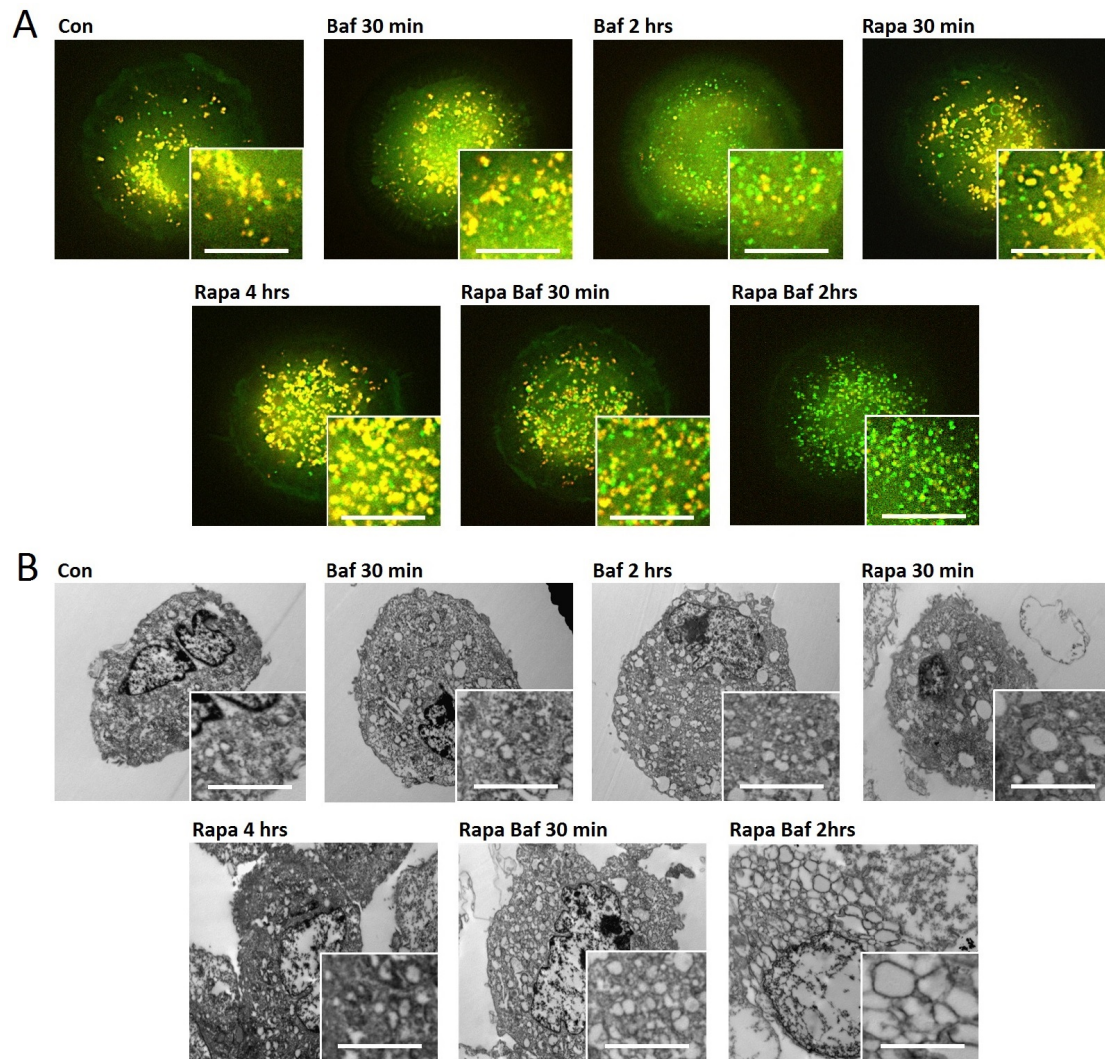 A
Con
Baf 30 min
Baf 2 hrs
Rapa 30 min
Rapa 4 hrs
Rapa Baf 30 min
Rapa Baf 2hrs
B
Con
Baf 30 min
Baf 2 hrs
Rapa 30 min
Rapa 4 hrs
Rapa Baf 30 min
Rapa Baf 2hrs